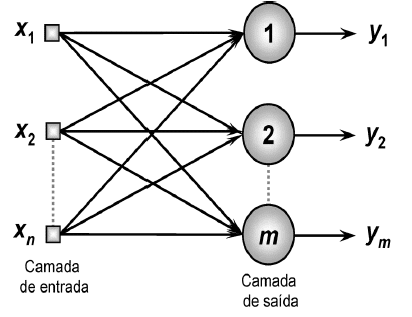 x1 1 y1
x2 2 y2
xn m ym
Camada
de entrada
Camada
de saída